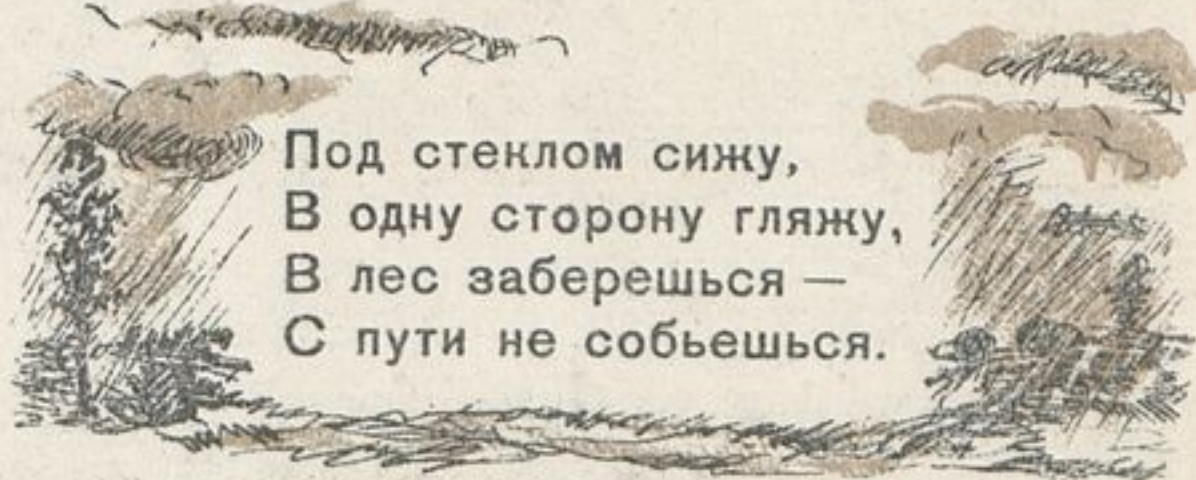 Под стеклом сижу,
В одну сторону гляжу,
В лес заберешься —
С пути не собьешься.